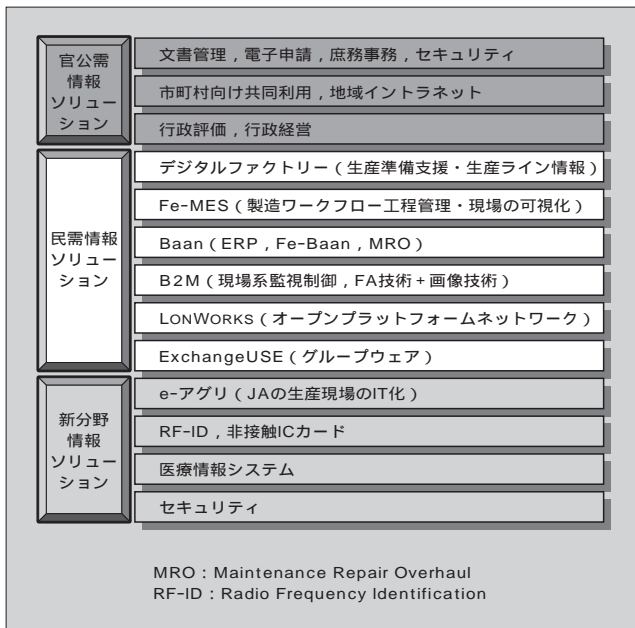 官公需
情報
ソリュー
ション
文書管理，電子申請，庶務事務，セキュリティ
市町村向け共同利用，地域イントラネット
行政評価，行政経営
民需情報
ソリュー
ション
デジタルファクトリー（生産準備支援・生産ライン情報）
Fe-MES（製造ワークフロー工程管理・現場の可視化）
Baan（ERP，Fe-Baan，MRO）
B2M（現場系監視制御，FA技術＋画像技術）
LONWORKS（オープンプラットフォームネットワーク）
ExchangeUSE（グループウェア）
新分野
情報
ソリュー
ション
e-アグリ（JAの生産現場のIT化）
RF-ID，非接触ICカード
医療情報システム
セキュリティ
MRO：Maintenance Repair Overhaul
RF-ID：Radio Frequency Identification